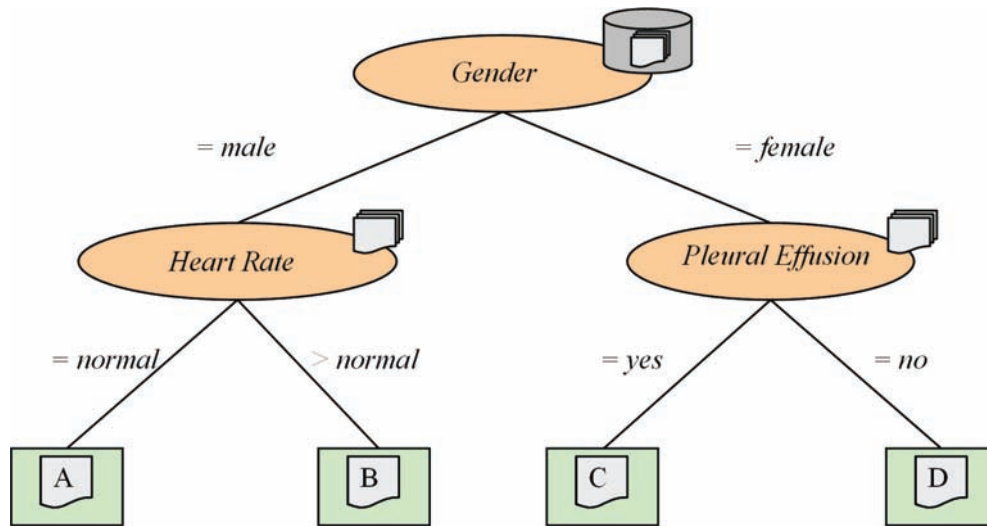 Gender
= male
= female
Heart Rate
Pleural Effusion
= normal
> normal
= yes
= no
A
B
C
D